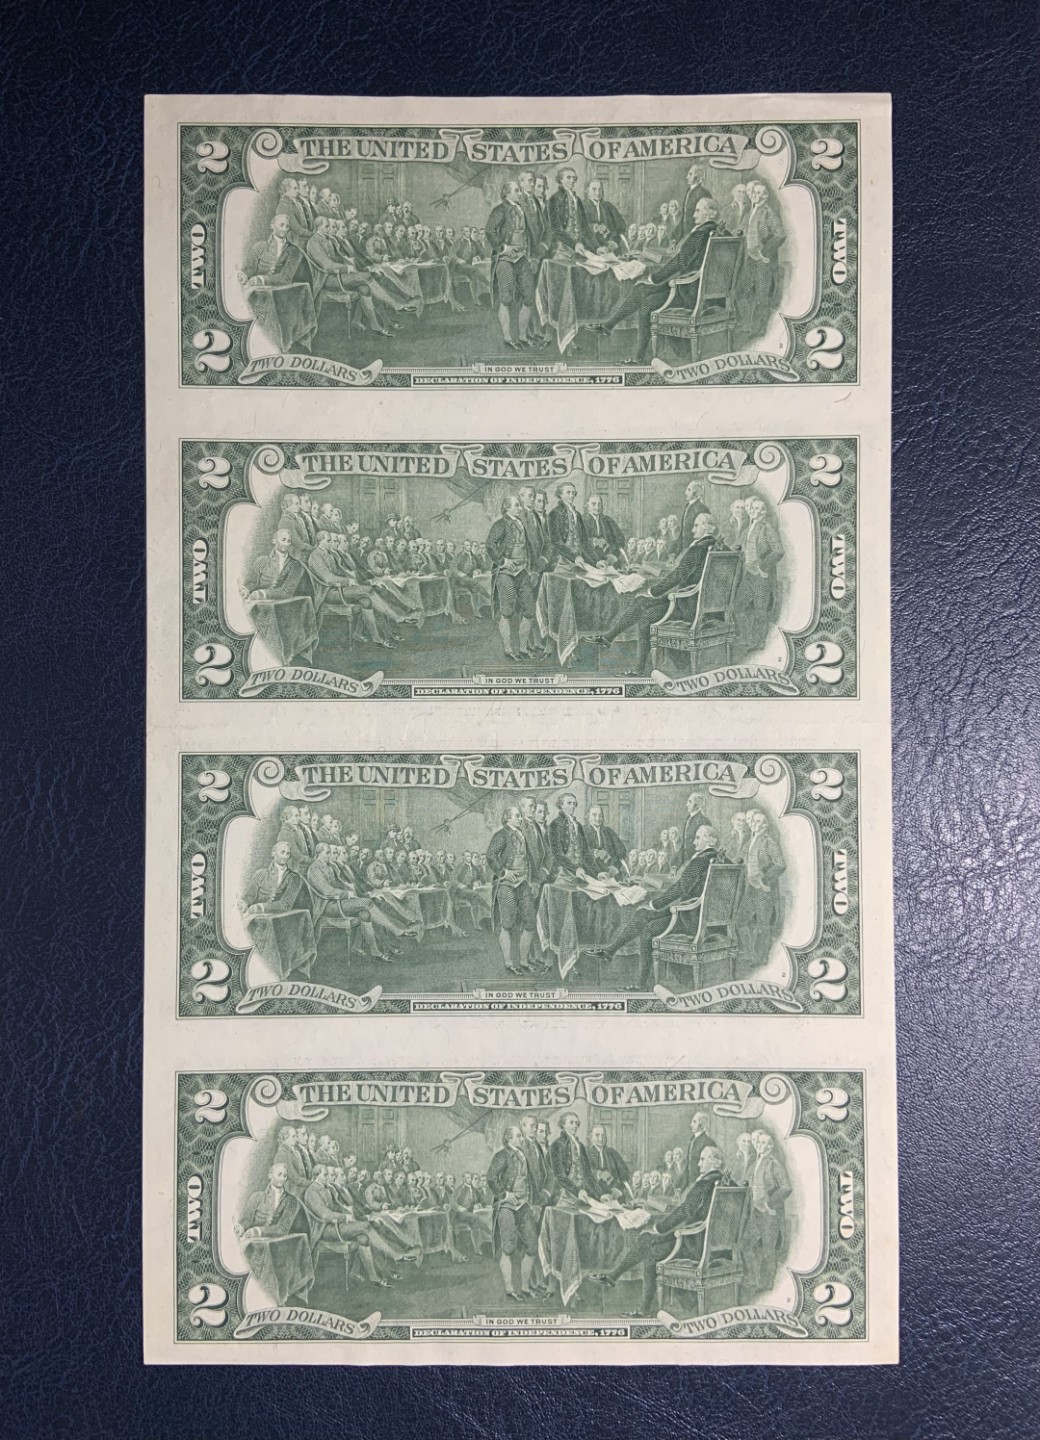 THE UNITED STATES OF AMERICA
2 2
TWO TWO
2 2
TWO DOLLARS IN GOD WE TRUST TWO DOLLARS
DECLARATION OF INDEPENDENCE, 1776
THE UNITED STATES OF AMERICA
2 2
TWO TWO
2 2
TWO DOLLARS IN GOD WE TRUST TWO DOLLARS
DECLARATION OF INDEPENDENCE, 1776
THE UNITED STATES OF AMERICA
2 2
TWO TWO
2 2
TWO DOLLARS IN GOD WE TRUST TWO DOLLARS
DECLARATION OF INDEPENDENCE, 1776
THE UNITED STATES OF AMERICA
2 2
TWO TWO
2 2
TWO DOLLARS IN GOD WE TRUST TWO DOLLARS
DECLARATION OF INDEPENDENCE, 1776